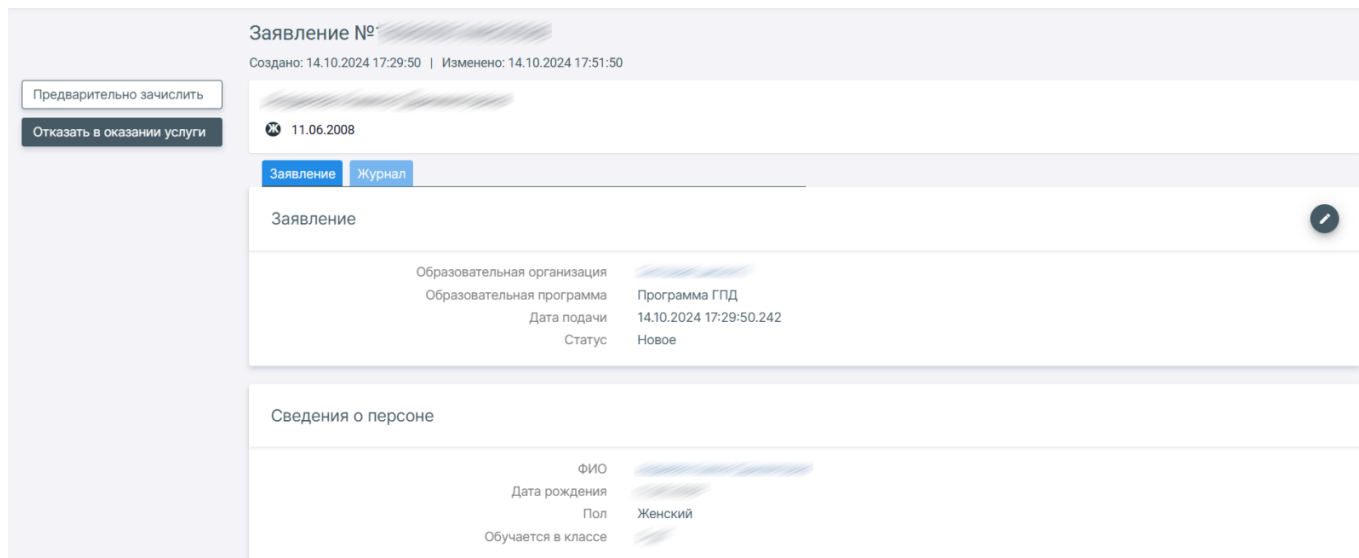 Заявление №
Создано: 14.10.2024 17:29:50 | Изменено: 14.10.2024 17:51:50
Предварительно зачислить
Отказать в оказании услуги
Ж 11.06.2008
Заявление Журнал
Заявление
Образовательная организация
Образовательная программа Программа ГПД
Дата подачи 14.10.2024 17:29:50.242
Статус Новое
Сведения о персоне
ФИО
Дата рождения
Пол Женский
Обучается в классе